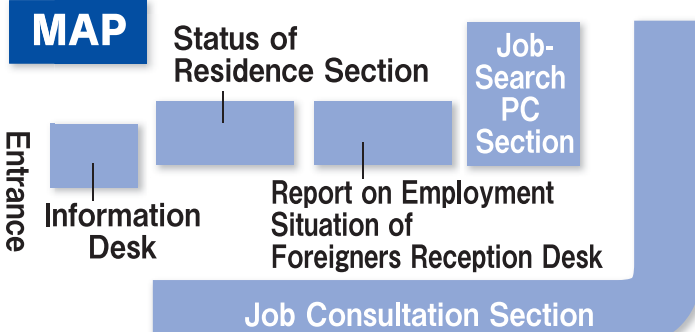 MAP
Status of
Residence Section
Job-
Search
PC
Section
Entrance
Information
Desk
Report on Employment
Situation of
Foreigners Reception Desk
Job Consultation Section